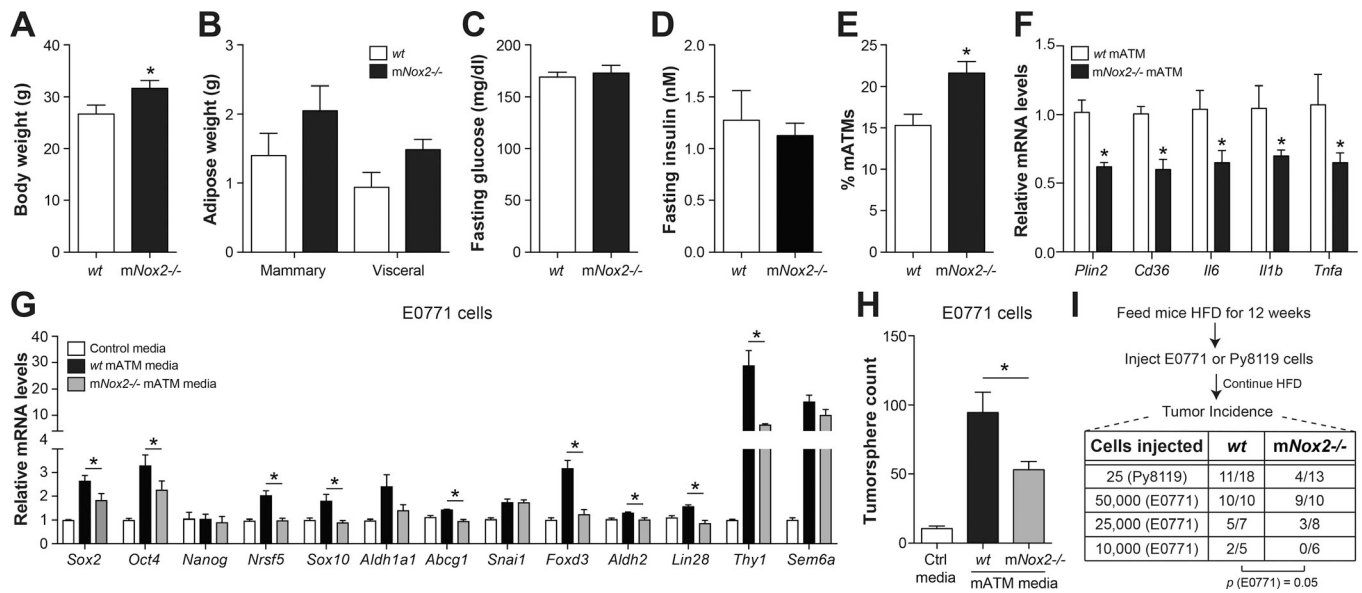 A
Body weight (g)
40
30
20
10
0
*
wt
mNox2-/-
B
Adipose weight (g)
3
2
1
0
wt
mNox2-/-
Mammary
Visceral
C
Fasting glucose (mg/dl)
200
150
100
50
0
wt
mNox2-/-
D
Fasting insulin (nM)
2.0
1.5
1.0
0.5
0.0
wt
mNox2-/-
E
% mATMs
25
20
15
10
5
0
*
wt
mNox2-/-
F
Relative mRNA levels
1.5
1.0
0.5
0.0
wt mATM
mNox2-/- mATM
* * * * *
Plin2 Cd36 Il6 Il1b Tnfa
G
E0771 cells
Relative mRNA levels
40
30
20
10
4
3
2
1
0
Control media
wt mATM media
mNox2-/- mATM media
* * * * * * * * *
Sox2 Oct4 Nanog Nrsf5 Sox10 Aldh1a1 Abcg1 Snai1 Foxd3 Aldh2 Lin28 Thy1 Sem6a
H
E0771 cells
Tumorsphere count
150
100
50
0
*
Ctrl media
wt
mNox2-/-
mATM media
I
Feed mice HFD for 12 weeks
Inject E0771 or Py8119 cells
Continue HFD
Tumor Incidence
Cells injected wt mNox2-/-
25 (Py8119) 11/18 4/13
50,000 (E0771) 10/10 9/10
25,000 (E0771) 5/7 3/8
10,000 (E0771) 2/5 0/6
p (E0771) = 0.05